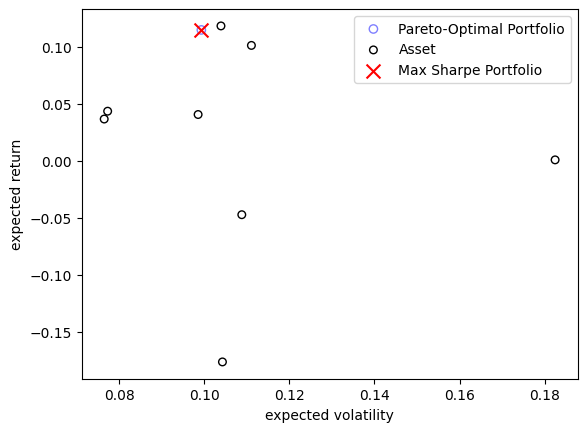 Pareto-Optimal Portfolio
Asset
Max Sharpe Portfolio
0.10
0.05
0.00
−0.05
−0.10
−0.15
expected return
0.08
0.10
0.12
0.14
0.16
0.18
expected volatility